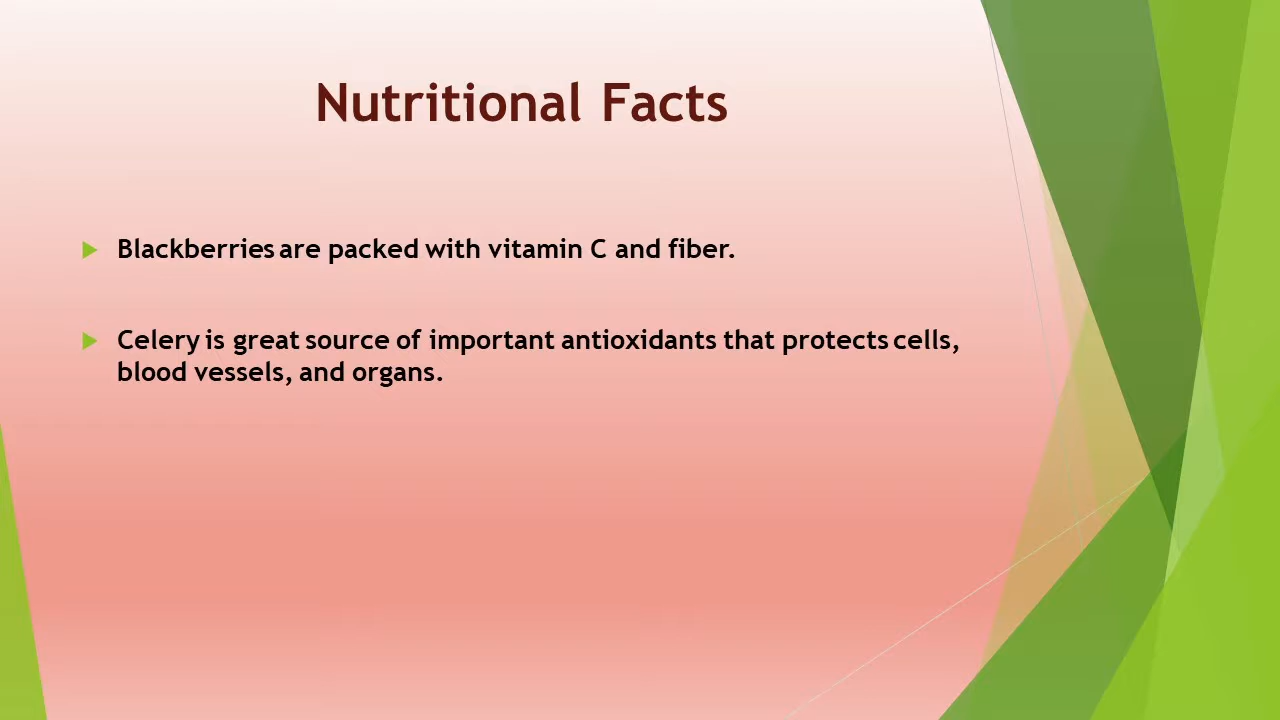 Nutritional Facts
Blackberries are packed with vitamin C and fiber.
Celery is great source of important antioxidants that protects cells,
blood vessels, and organs.